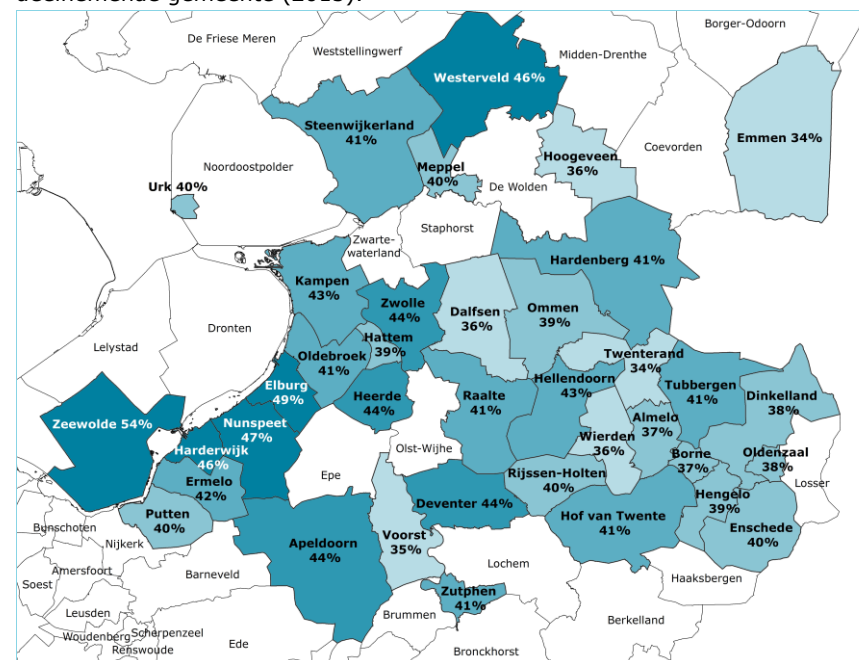 deelnemende gemeente (2015).
De Friese Meren
Weststellingwerf
Borger-Odoorn
Midden-Drenthe
Westerveld 46%
Steenwijkerland
41%
Emmen 34%
Coevorden
Hoogeveen
36%
Noordoostpolder
Meppel
40%
Urk 40%
De Wolden
Staphorst
Zwarte-
waterland
Hardenberg 41%
Kampen
43%
Zwolle
44%
Dalfsen
36%
Ommen
39%
Dronten
Lelystad
Hattem
39%
Oldebroek
41%
Twenterand
34%
Elburg
49%
Heerde
44%
Raalte
41%
Hellendoorn
43%
Tubbergen
41%
Dinkelland
38%
Zeewolde 54%
Nunspeet
47%
Almelo
37%
Wierden
36%
Harderwijk
46%
Olst-Wijhe
Borne
37%
Oldenzaal
38%
Epe
Ermelo
42%
Rijssen-Holten
40%
Losser
Hengelo
39%
Deventer 44%
Putten
40%
Hof van Twente
41%
Enschede
40%
Bunschoten
Apeldoorn
44%
Voorst
35%
Nijkerk
Lochem
Amersfoort
Barneveld
Soest
Haaksbergen
Zutphen
41%
Leusden
Brummen
Berkelland
Woudenberg
Scherpenzeel
Renswoude
Ede
Bronckhorst